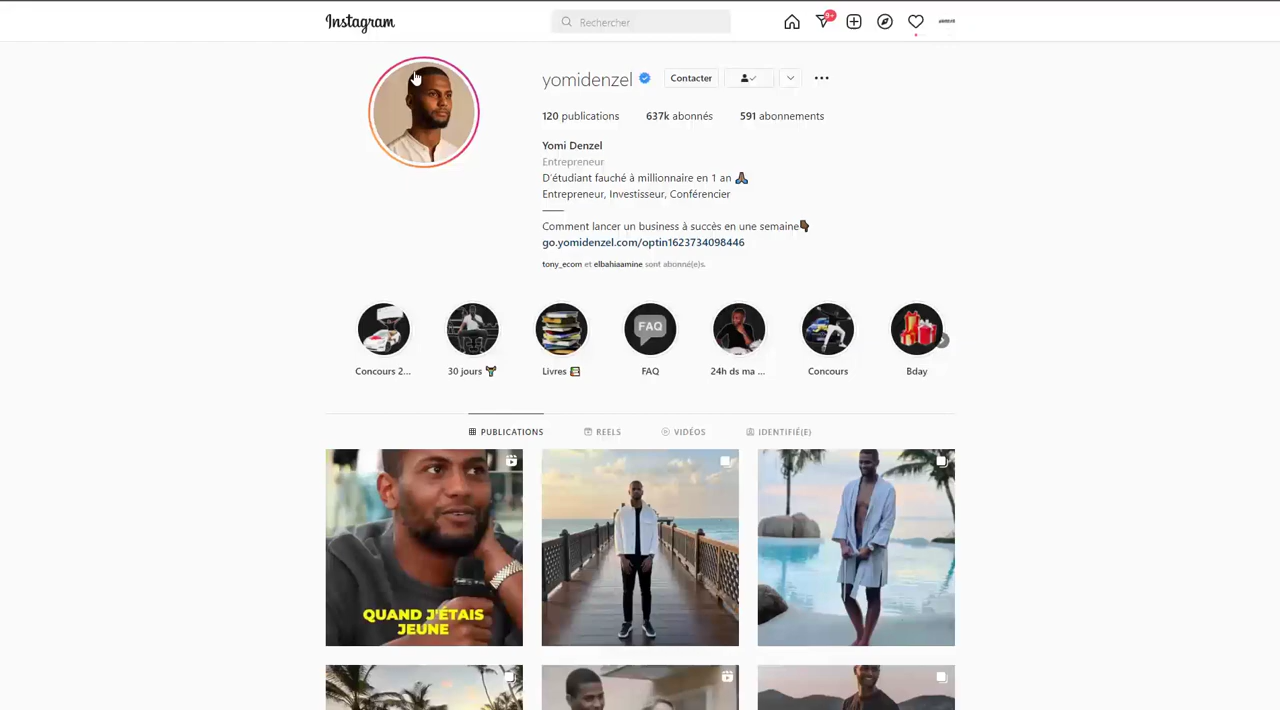 Instagram
Rechercher
9+
yomidenzel
Contacter
120 publications
637k abonnés
591 abonnements
Yomi Denzel
Entrepreneur
D'étudiant fauché à millionnaire en 1 an
Entrepreneur, Investisseur, Conférencier
Comment lancer un business à succès en une semaine
go.yomidenzel.com/optin1623734098446
tony_ecom et elbahiaamine sont abonné(e)s.
FAQ
Concours 2...
30 jours
Livres
FAQ
24h ds ma ...
Concours
Bday
PUBLICATIONS
REELS
VIDÉOS
IDENTIFIÉ(E)
QUAND J'ÉTAIS
JEUNE